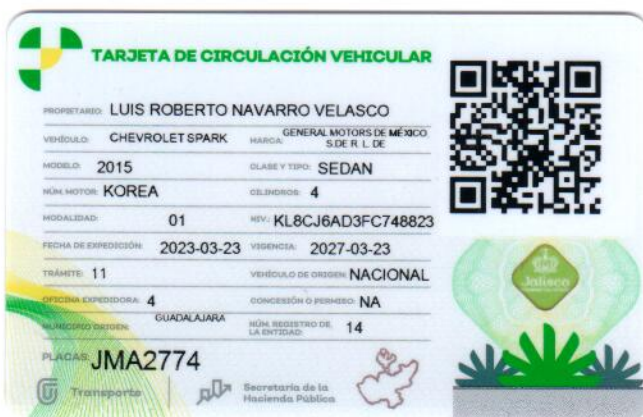 TARJETA DE CIRCULACIÓN VEHICULAR
PROPIETARIO: LUIS ROBERTO NAVARRO VELASCO
VEHÍCULO: CHEVROLET SPARK MARCA: GENERAL MOTORS DE MÉXICO S.DE R. L. DE
MODELO: 2015 CLASE Y TIPO: SEDAN
NÚM. MOTOR: KOREA CILINDROS: 4
MODALIDAD: 01 NIV.: KL8CJ6AD3FC748823
FECHA DE EXPEDICIÓN: 2023-03-23 VIGENCIA: 2027-03-23
TRÁMITE: 11 VEHÍCULO DE ORIGEN: NACIONAL
OFICINA EXPEDIDORA: 4 CONCESIÓN O PERMISO: NA
MUNICIPIO ORIGEN: GUADALAJARA NÚM. REGISTRO DE LA ENTIDAD: 14
PLACAS: JMA2774
Jalisco
Transporte Secretaría de la Hacienda Pública